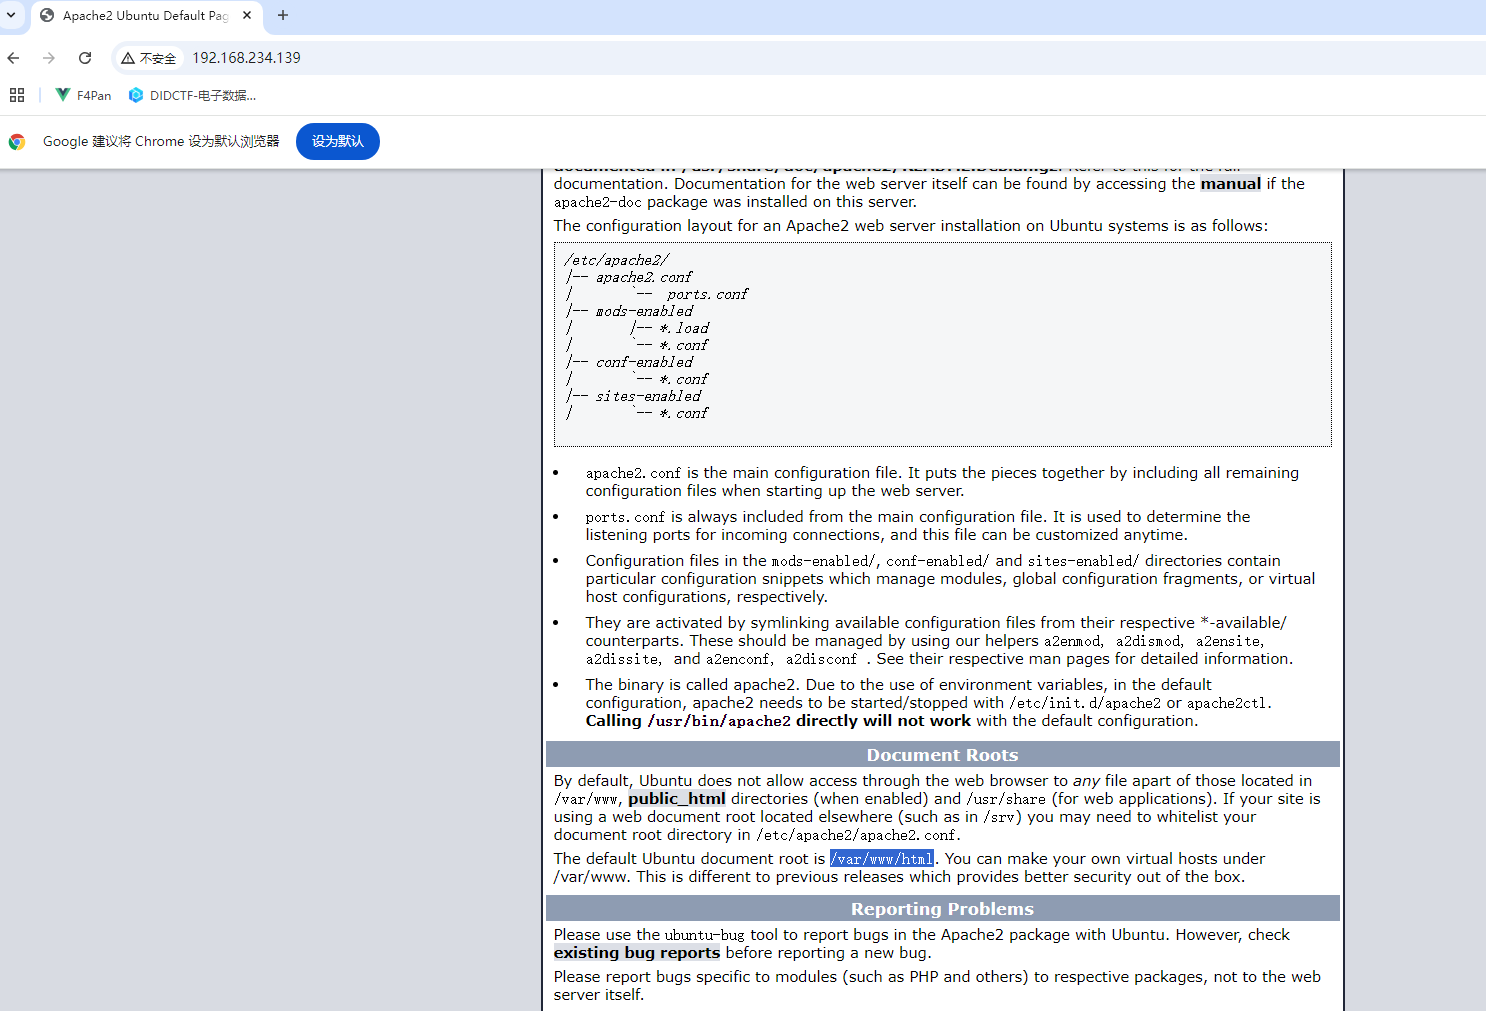 Apache2 Ubuntu Default Pag
不安全 192.168.234.139
F4Pan DIDCTF-电子数据...
Google 建议将 Chrome 设为默认浏览器 设为默认
documentation. Documentation for the web server itself can be found by accessing the manual if the
apache2-doc package was installed on this server.
The configuration layout for an Apache2 web server installation on Ubuntu systems is as follows:
/etc/apache2/
|-- apache2.conf
|       `--  ports.conf
|-- mods-enabled
|       |-- *.load
|       `-- *.conf
|-- conf-enabled
|       `-- *.conf
|-- sites-enabled
|       `-- *.conf
• apache2.conf is the main configuration file. It puts the pieces together by including all remaining
configuration files when starting up the web server.
• ports.conf is always included from the main configuration file. It is used to determine the
listening ports for incoming connections, and this file can be customized anytime.
• Configuration files in the mods-enabled/, conf-enabled/ and sites-enabled/ directories contain
particular configuration snippets which manage modules, global configuration fragments, or virtual
host configurations, respectively.
• They are activated by symlinking available configuration files from their respective *-available/
counterparts. These should be managed by using our helpers a2enmod, a2dismod, a2ensite,
a2dissite, and a2enconf, a2disconf . See their respective man pages for detailed information.
• The binary is called apache2. Due to the use of environment variables, in the default
configuration, apache2 needs to be started/stopped with /etc/init.d/apache2 or apache2ctl.
Calling /usr/bin/apache2 directly will not work with the default configuration.
Document Roots
By default, Ubuntu does not allow access through the web browser to any file apart of those located in
/var/www, public_html directories (when enabled) and /usr/share (for web applications). If your site is
using a web document root located elsewhere (such as in /srv) you may need to whitelist your
document root directory in /etc/apache2/apache2.conf.
The default Ubuntu document root is /var/www/html. You can make your own virtual hosts under
/var/www. This is different to previous releases which provides better security out of the box.
Reporting Problems
Please use the ubuntu-bug tool to report bugs in the Apache2 package with Ubuntu. However, check
existing bug reports before reporting a new bug.
Please report bugs specific to modules (such as PHP and others) to respective packages, not to the web
server itself.